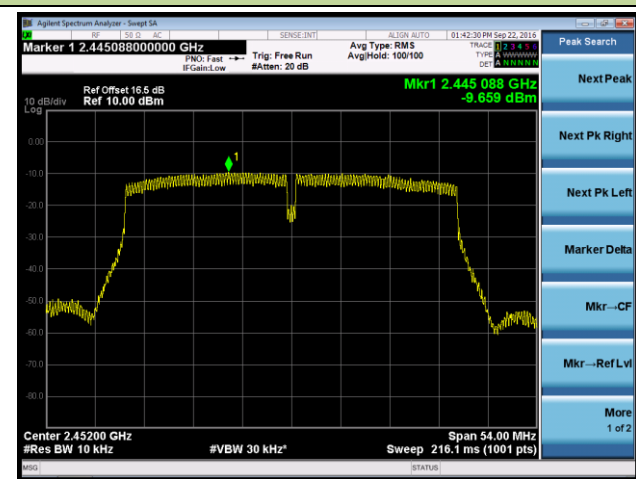 Agilent Spectrum Analyzer - Swept SA
RF 50 Ω AC SENSE:INT ALIGN AUTO 01:42:30 PM Sep 22, 2016
Marker 1 2.445088000000 GHz
PNO: Fast
IFGain:Low
Trig: Free Run
#Atten: 20 dB
Avg Type: RMS
Avg|Hold: 100/100
TRACE 1 2 3 4 5 6
TYPE A WWWWW
DET A N N N N N
Peak Search
Ref Offset 16.5 dB
Ref 10.00 dBm
10 dB/div
Log
Mkr1 2.445 088 GHz
-9.659 dBm
Next Peak
Next Pk Right
Next Pk Left
Marker Delta
Mkr→CF
Mkr→Ref Lvl
More
1 of 2
1
0.00
-10.0
-20.0
-30.0
-40.0
-50.0
-60.0
-70.0
-80.0
Center 2.45200 GHz
Span 54.00 MHz
#Res BW 10 kHz
#VBW 30 kHz*
Sweep 216.1 ms (1001 pts)
MSG
STATUS